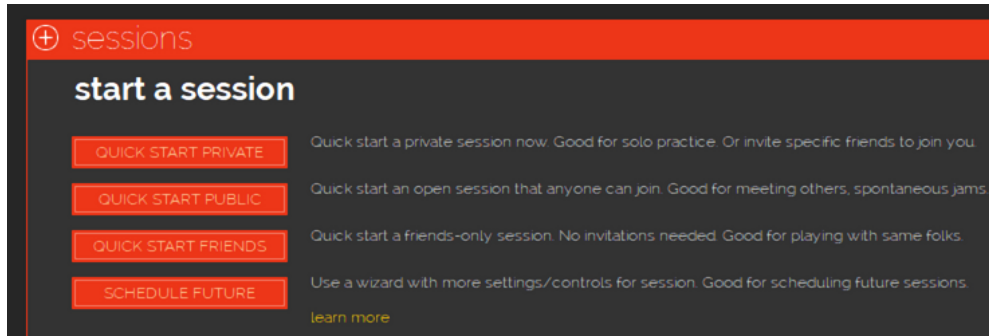 sessions
start a session
QUICK START PRIVATE
Quick start a private session now. Good for solo practice. Or invite specific friends to join you.
QUICK START PUBLIC
Quick start an open session that anyone can join. Good for meeting others, spontaneous jams.
QUICK START FRIENDS
Quick start a friends-only session. No invitations needed. Good for playing with same folks.
SCHEDULE FUTURE
Use a wizard with more settings/controls for session. Good for scheduling future sessions.
learn more